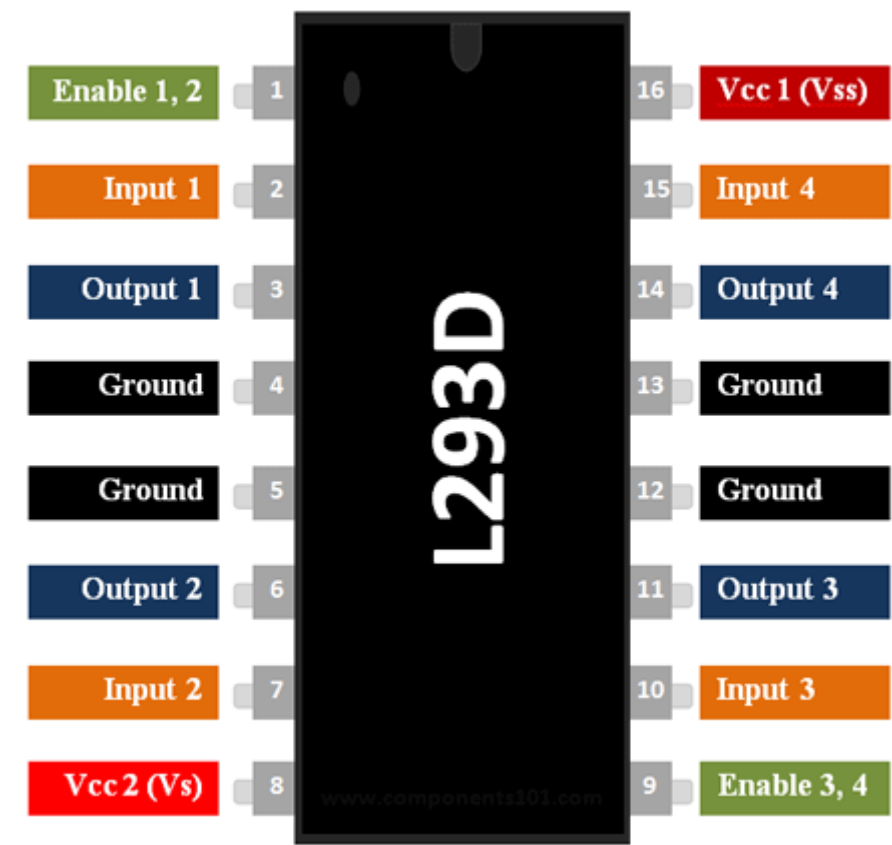 Enable 1, 2 1 16 Vcc 1 (Vss)
Input 1 2 15 Input 4
Output 1 3 14 Output 4
Ground 4 13 Ground
L293D
Ground 5 12 Ground
Output 2 6 11 Output 3
Input 2 7 10 Input 3
Vcc 2 (Vs) 8 9 Enable 3, 4
www.components101.com